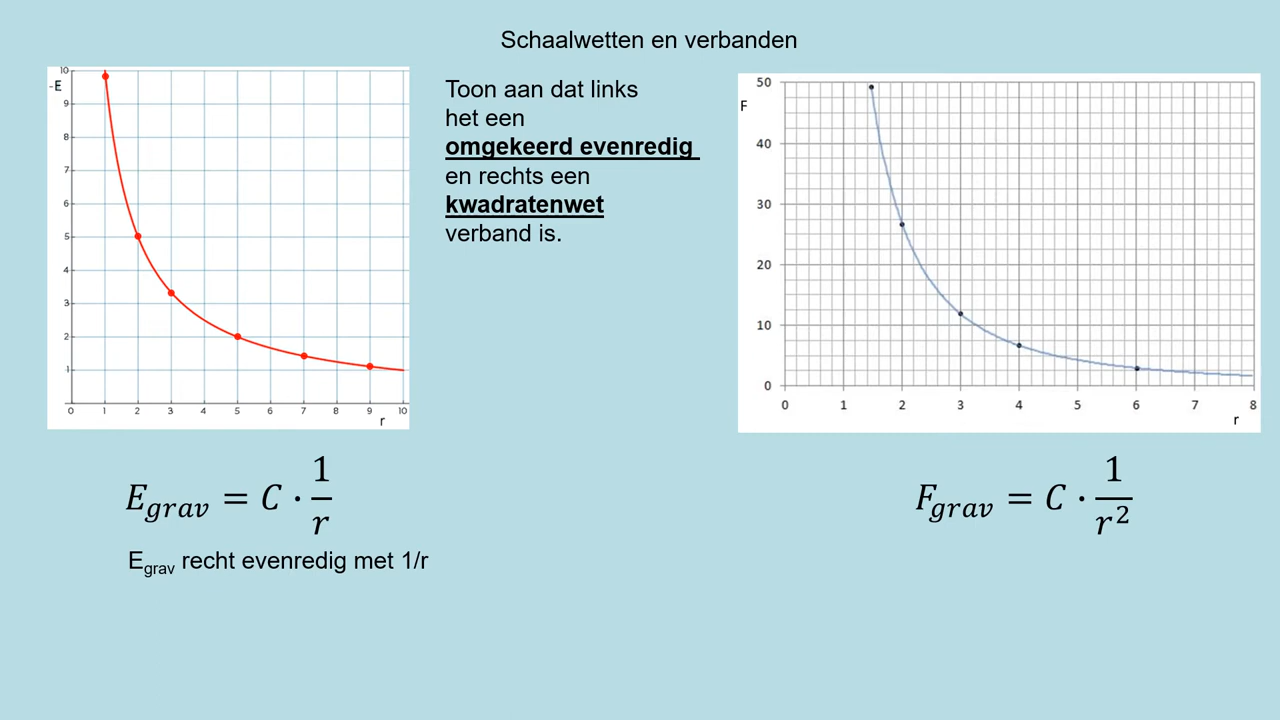 Schaalwetten en verbanden
-E
10
9
8
7
6
5
4
3
2
1
0 1 2 3 4 5 6 7 8 9 10
r
Toon aan dat links
het een
omgekeerd evenredig
en rechts een
kwadratenwet
verband is.
F
50
40
30
20
10
0
0 1 2 3 4 5 6 7 8
r
E_grav = C · 1/r
E_grav recht evenredig met 1/r
F_grav = C · 1/r²